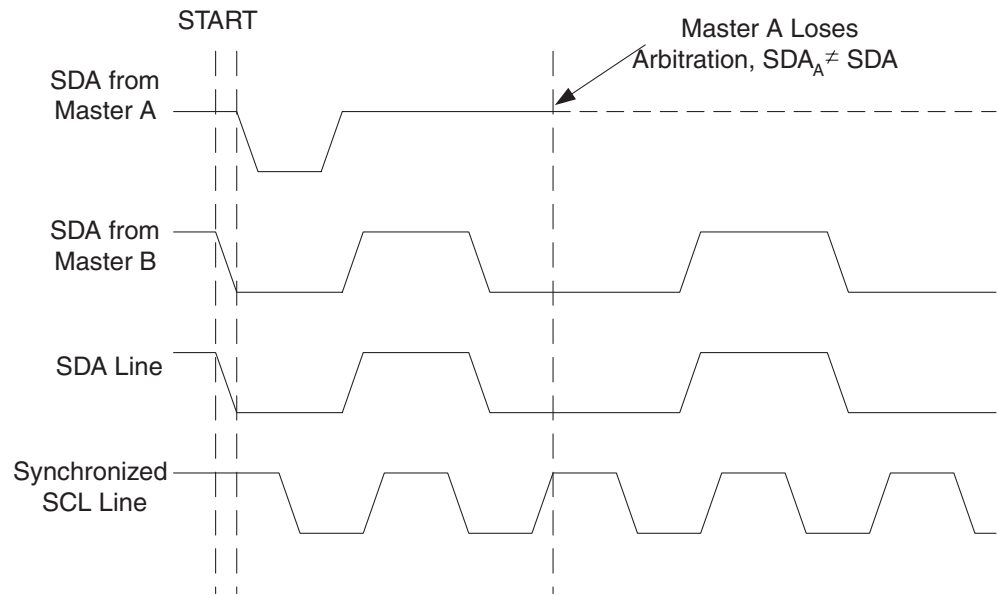 START
Master A Loses
Arbitration, SDA_A ≠ SDA
SDA from
Master A
SDA from
Master B
SDA Line
Synchronized
SCL Line